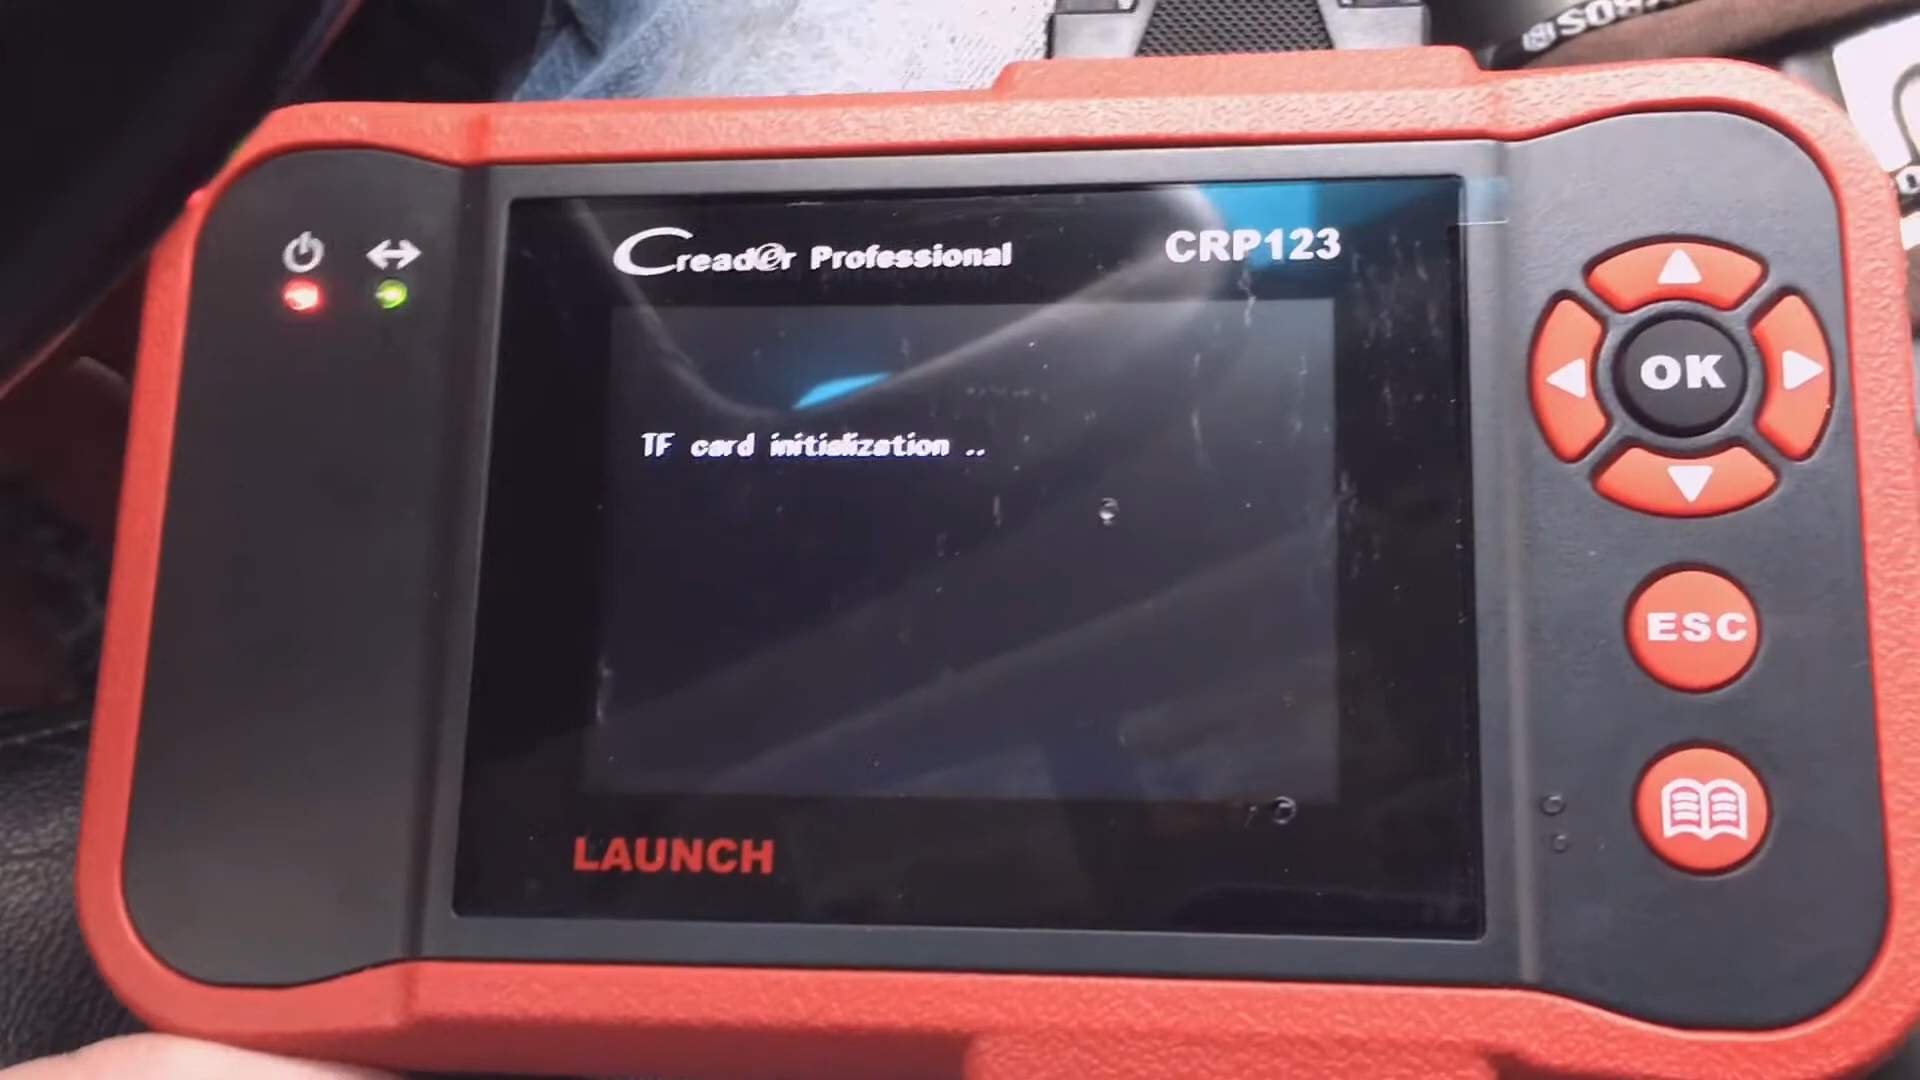 Creader Professional
CRP123
TF card initialization ..
OK
ESC
LAUNCH